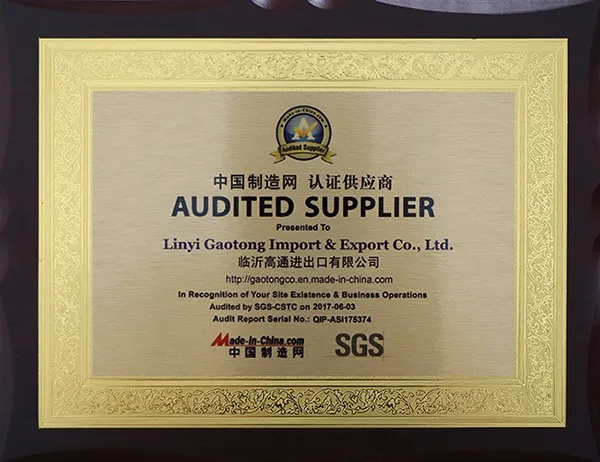 Made-in-China.com
Audited Supplier
中国制造网 认证供应商
AUDITED SUPPLIER
Presented To
Linyi Gaotong Import & Export Co., Ltd.
临沂高通进出口有限公司
http://gaotongco.en.made-in-china.com
In Recognition of Your Site Existence & Business Operations
Audited by SGS-CSTC on 2017-06-03
Audit Report Serial No.: QIP-ASI175374
Made-in-China.com
中国制造网
SGS